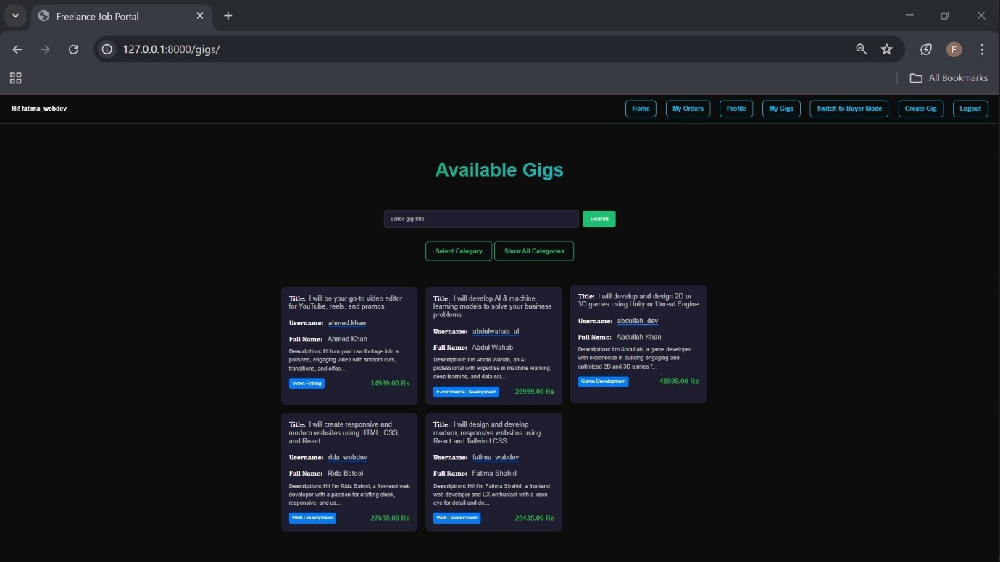 Freelance Job Portal
127.0.0.1:8000/gigs/
All Bookmarks
Hi! fatima_webdev
Home
My Orders
Profile
My Gigs
Switch to Buyer Mode
Create Gig
Logout
Available Gigs
Enter gig title
Search
Select Category
Show All Categories
Title: I will be your go-to video editor
for YouTube, reels, and promos
Username: ahmed.khan
Full Name: Ahmed Khan
Description: I'll turn your raw footage into a
polished, engaging video with smooth cuts,
transitions, and effec...
Video Editing
14999.00 Rs
Title: I will develop AI & machine
learning models to solve your business
problems
Username: abdulwahab_ai
Full Name: Abdul Wahab
Description: I'm Abdul Wahab, an AI
professional with expertise in machine learning,
deep learning, and data sci...
E-commerce Development
26999.00 Rs
Title: I will develop and design 2D or
3D games using Unity or Unreal Engine
Username: abdullah_dev
Full Name: Abdullah Khan
Description: I'm Abdullah, a game developer
with experience in building engaging and
optimized 2D and 3D games f...
Game Development
48999.00 Rs
Title: I will create responsive and
modern websites using HTML, CSS,
and React
Username: rida_webdev
Full Name: Rida Batool
Description: Hi! I'm Rida Batool, a frontend web
developer with a passion for crafting sleek,
responsive, and us...
Web Development
27655.00 Rs
Title: I will design and develop
modern, responsive websites using
React and Tailwind CSS
Username: fatima_webdev
Full Name: Fatima Shahid
Description: Hi! I'm Fatima Shahid, a frontend
web developer and UX enthusiast with a keen
eye for detail and de...
Web Development
25435.00 Rs
F